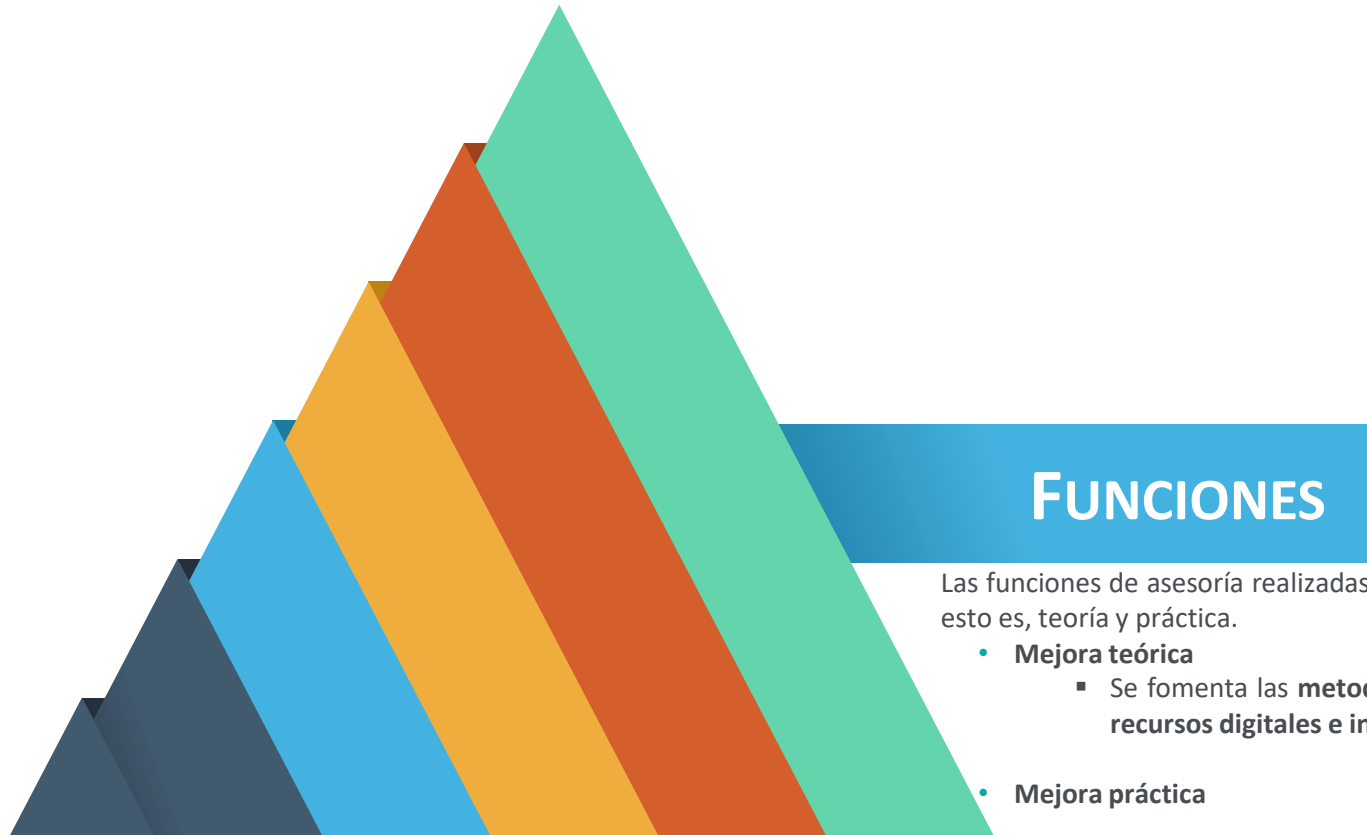 FUNCIONES
Las funciones de asesoría realizadas
esto es, teoría y práctica.
• Mejora teórica
▪ Se fomenta las
recursos digitales e
• Mejora práctica